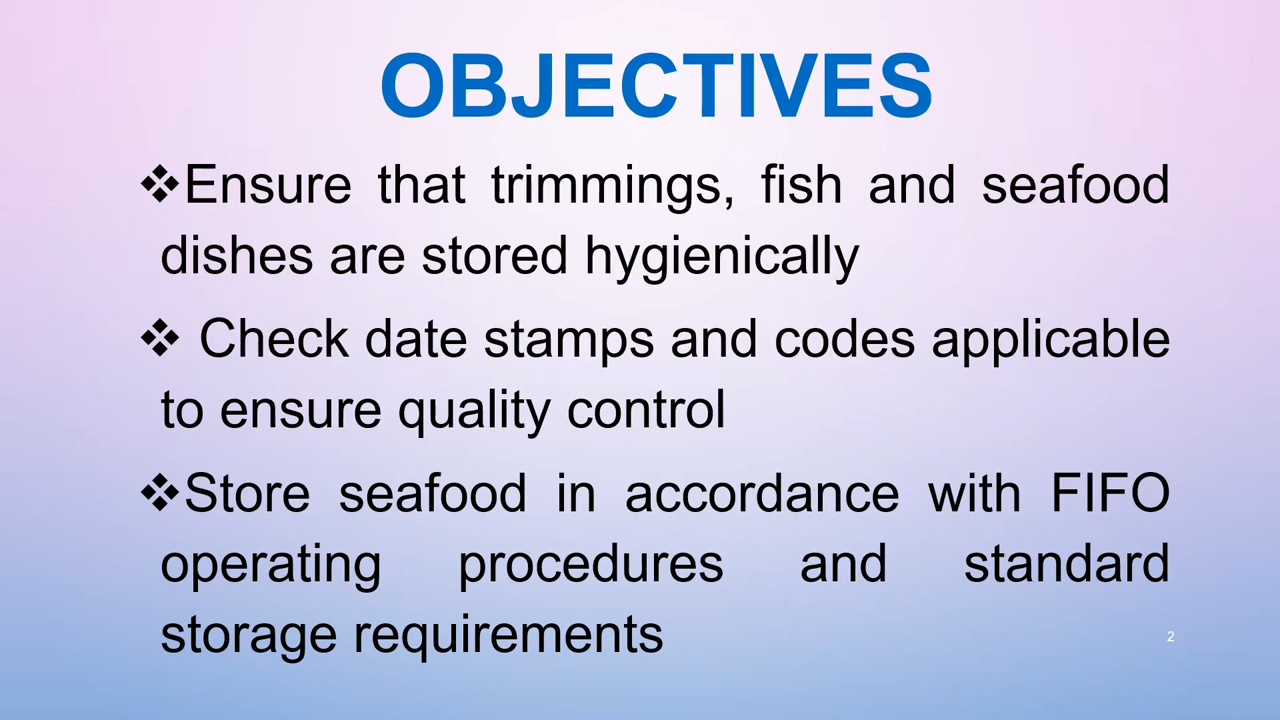 OBJECTIVES
❖Ensure that trimmings, fish and seafood
dishes are stored hygienically
❖ Check date stamps and codes applicable
to ensure quality control
❖Store seafood in accordance with FIFO
operating procedures and standard
storage requirements
2